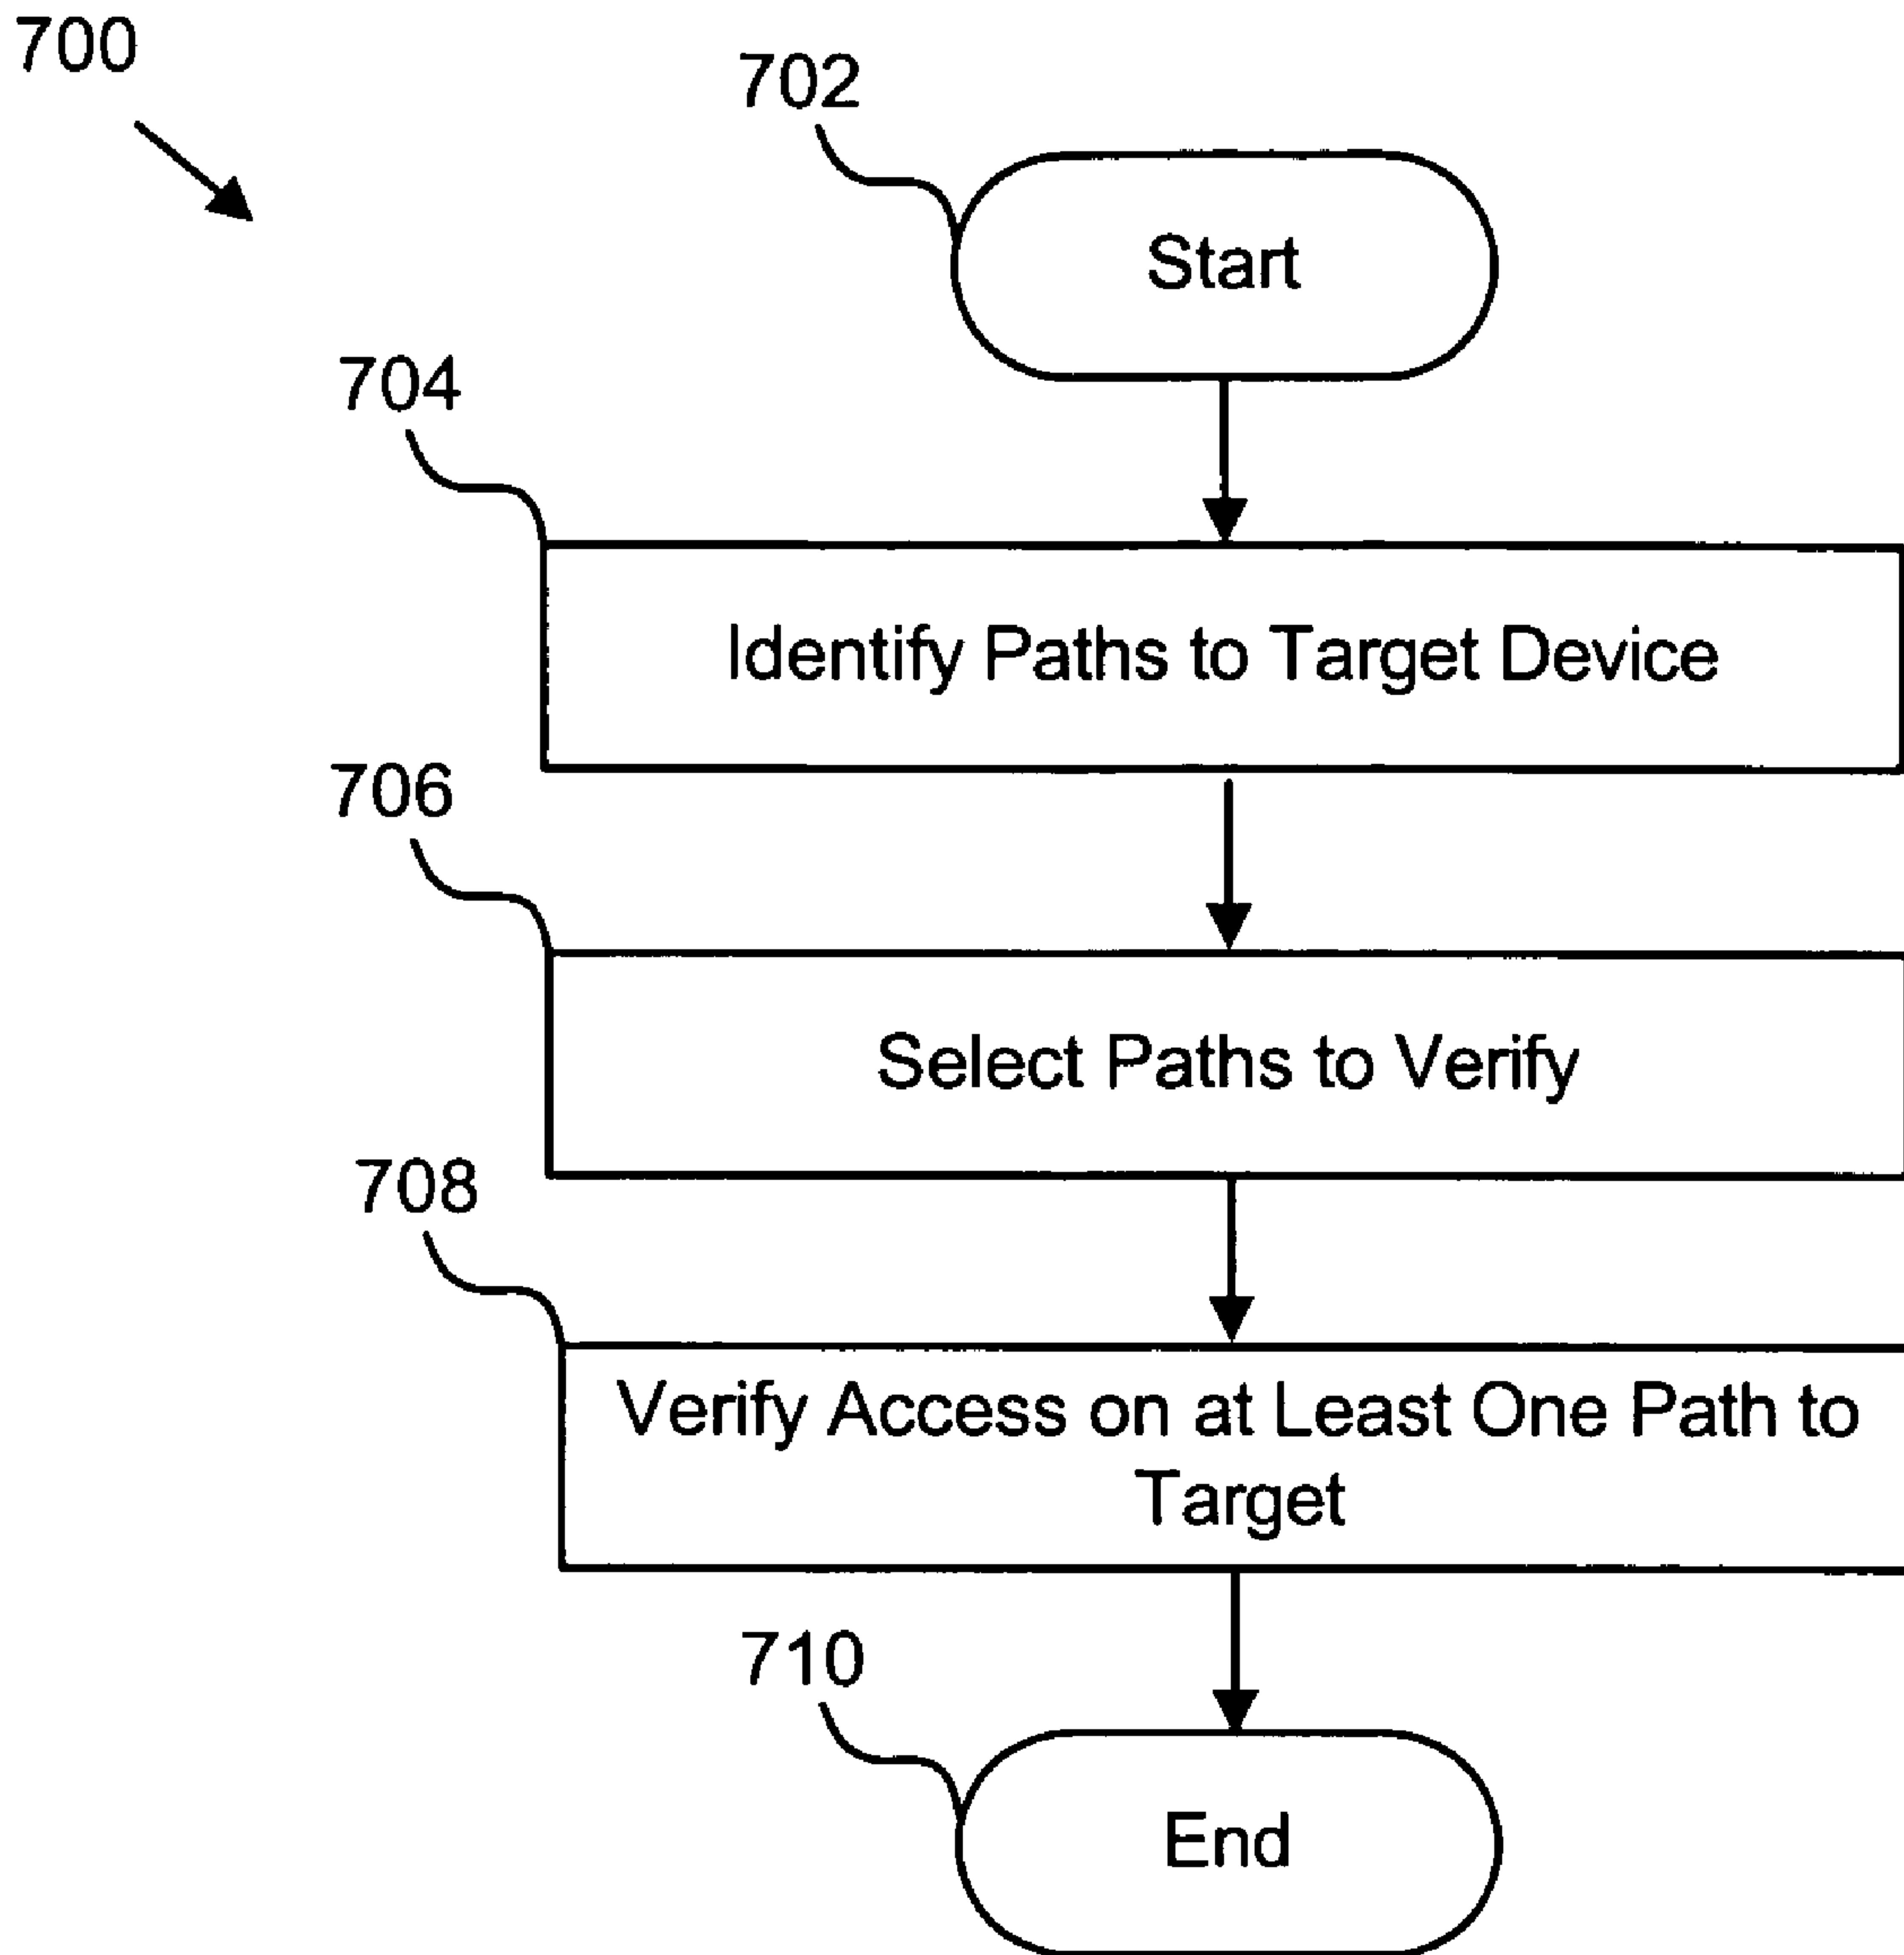 700
702
Start
704
Identify Paths to Target Device
706
Select Paths to Verify
708
Verify Access on at Least One Path to
Target
710
End